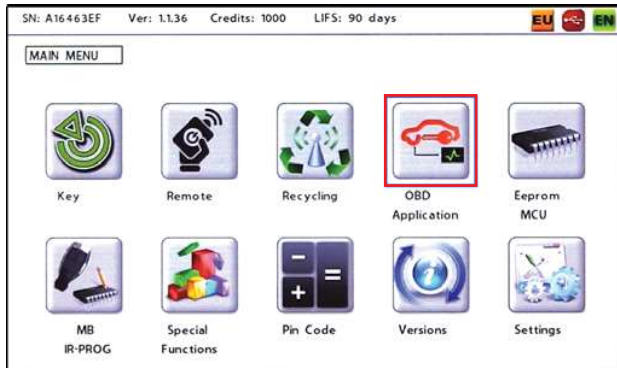 SN: A16463EF Ver: 1.1.36 Credits: 1000 LIFS: 90 days EU EN
MAIN MENU
Key Remote Recycling OBD Application Eeprom MCU
MB IR-PROG Special Functions Pin Code Versions Settings